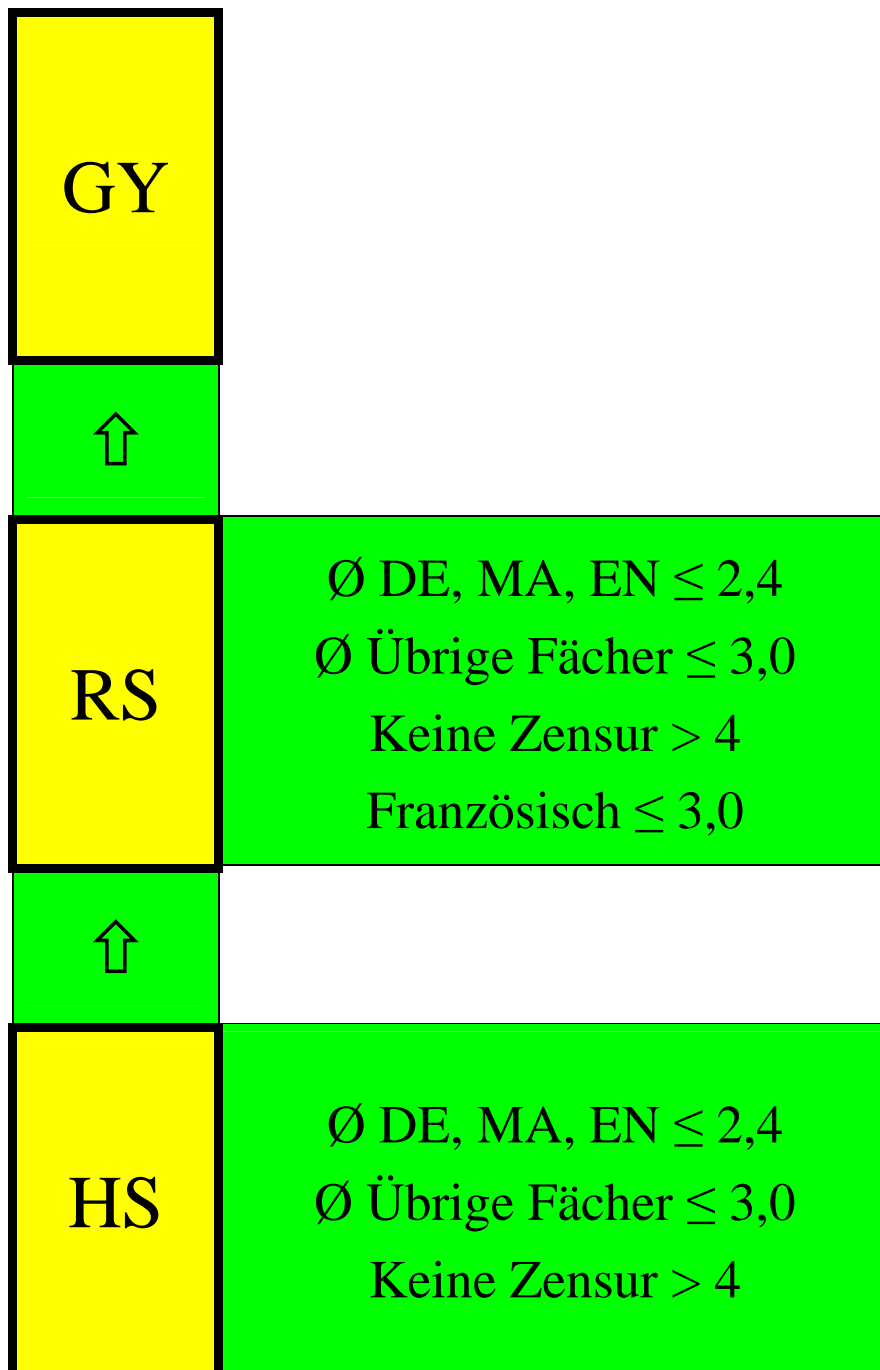 GY
⇧
RS
Ø DE, MA, EN ≤ 2,4
Ø Übrige Fächer ≤ 3,0
Keine Zensur > 4
Französisch ≤ 3,0
⇧
HS
Ø DE, MA, EN ≤ 2,4
Ø Übrige Fächer ≤ 3,0
Keine Zensur > 4